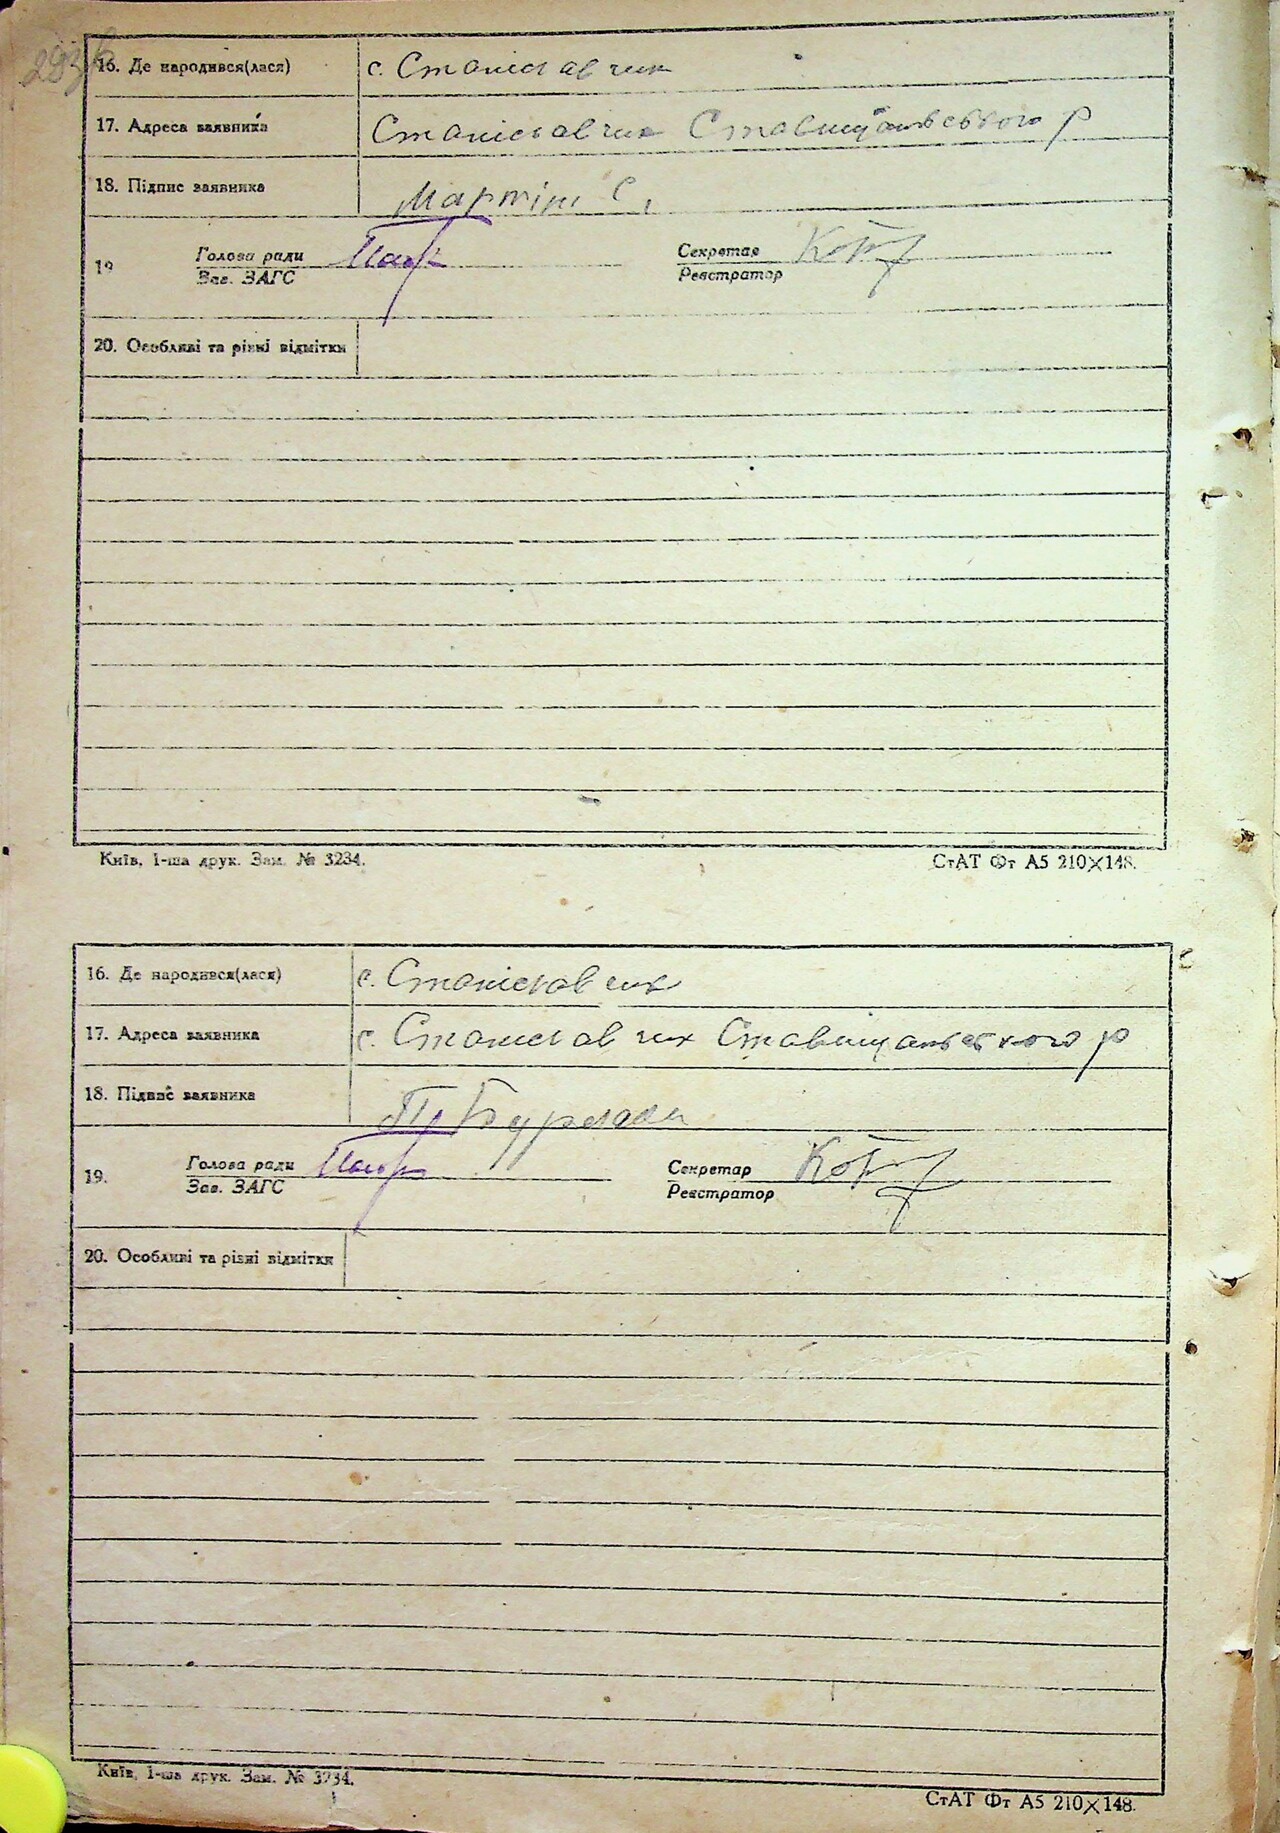 16. Де народився(лася) с. Станіславчик
17. Адреса заявника Станіславчик Ставищанського р
18. Підпис заявника Мартін С.
19 Голова ради Секретар
Зав. ЗАГС Реєстратор
20. Особливі та різні відмітки
Київ, 1-ша друк. Зам. № 3234. СтАТ Фт А5 210×148.
16. Де народився(лася) с. Станіславчик
17. Адреса заявника с. Станіславчик Ставищанського р
18. Підпис заявника
19. Голова ради Секретар
Зав. ЗАГС Реєстратор
20. Особливі та різні відмітки
Київ, 1-ша друк. Зам. № 3234.
СтАТ Фт А5 210×148.